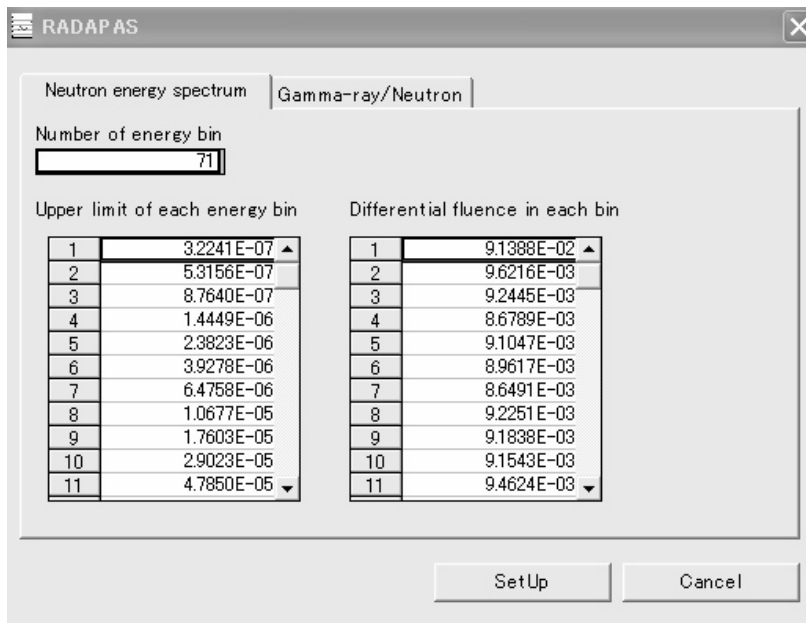 RADAPAS
Neutron energy spectrum
Gamma-ray/Neutron
Number of energy bin
71
Upper limit of each energy bin
1 3.2241E-07
2 5.3156E-07
3 8.7640E-07
4 1.4449E-06
5 2.3823E-06
6 3.9278E-06
7 6.4758E-06
8 1.0677E-05
9 1.7603E-05
10 2.9023E-05
11 4.7850E-05
Differential fluence in each bin
1 9.1388E-02
2 9.6216E-03
3 9.2445E-03
4 8.6789E-03
5 9.1047E-03
6 8.9617E-03
7 8.6491E-03
8 9.2251E-03
9 9.1838E-03
10 9.1543E-03
11 9.4624E-03
SetUp
Cancel